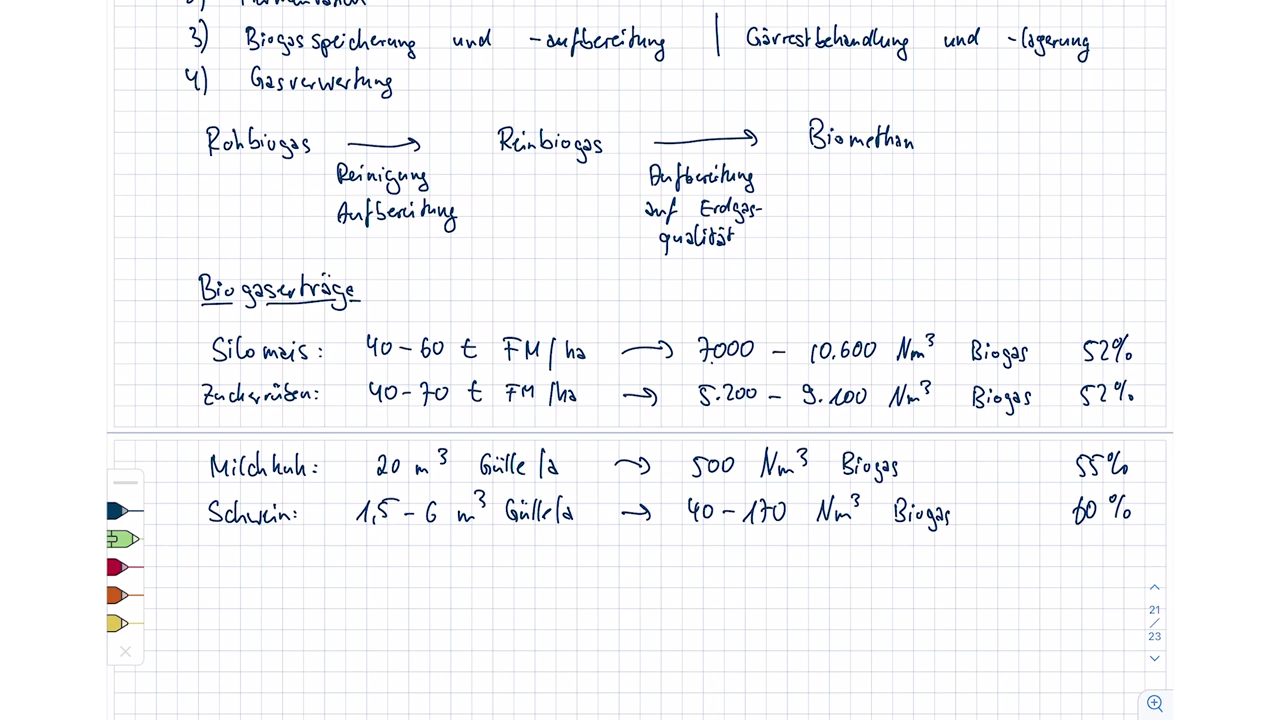 3) Biogasspeicherung und -aufbereitung | Gärrestbehandlung und -lagerung
4) Gasverwertung
Rohbiogas → Reinbiogas → Biomethan
Reinigung Aufbereitung
Aufbereitung auf Erdgas-
qualität
Biogaserträge
Silomais: 40-60 t FM/ha → 7.000 - 10.600 Nm³ Biogas 52%
Zuckerrüben: 40-70 t FM/ha → 5.200 - 9.100 Nm³ Biogas 52%
Milchkuh: 20 m³ Gülle/a → 500 Nm³ Biogas 55%
Schwein: 1,5-6 m³ Gülle/a → 40-170 Nm³ Biogas 60%
21
/
23